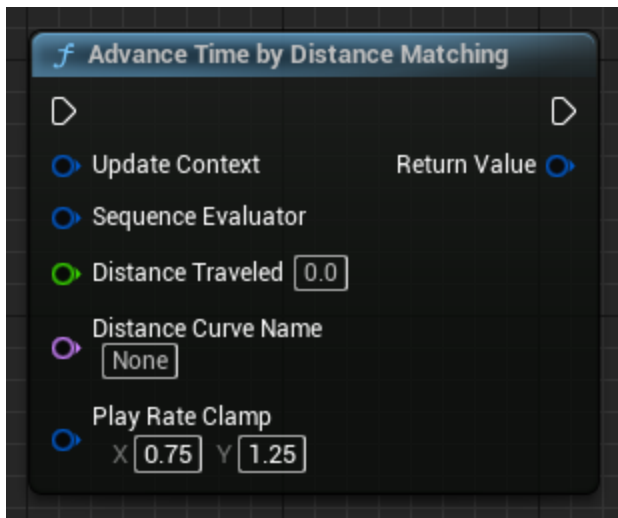 f Advance Time by Distance Matching
Update Context Return Value
Sequence Evaluator
Distance Traveled 0.0
Distance Curve Name
None
Play Rate Clamp
X 0.75 Y 1.25